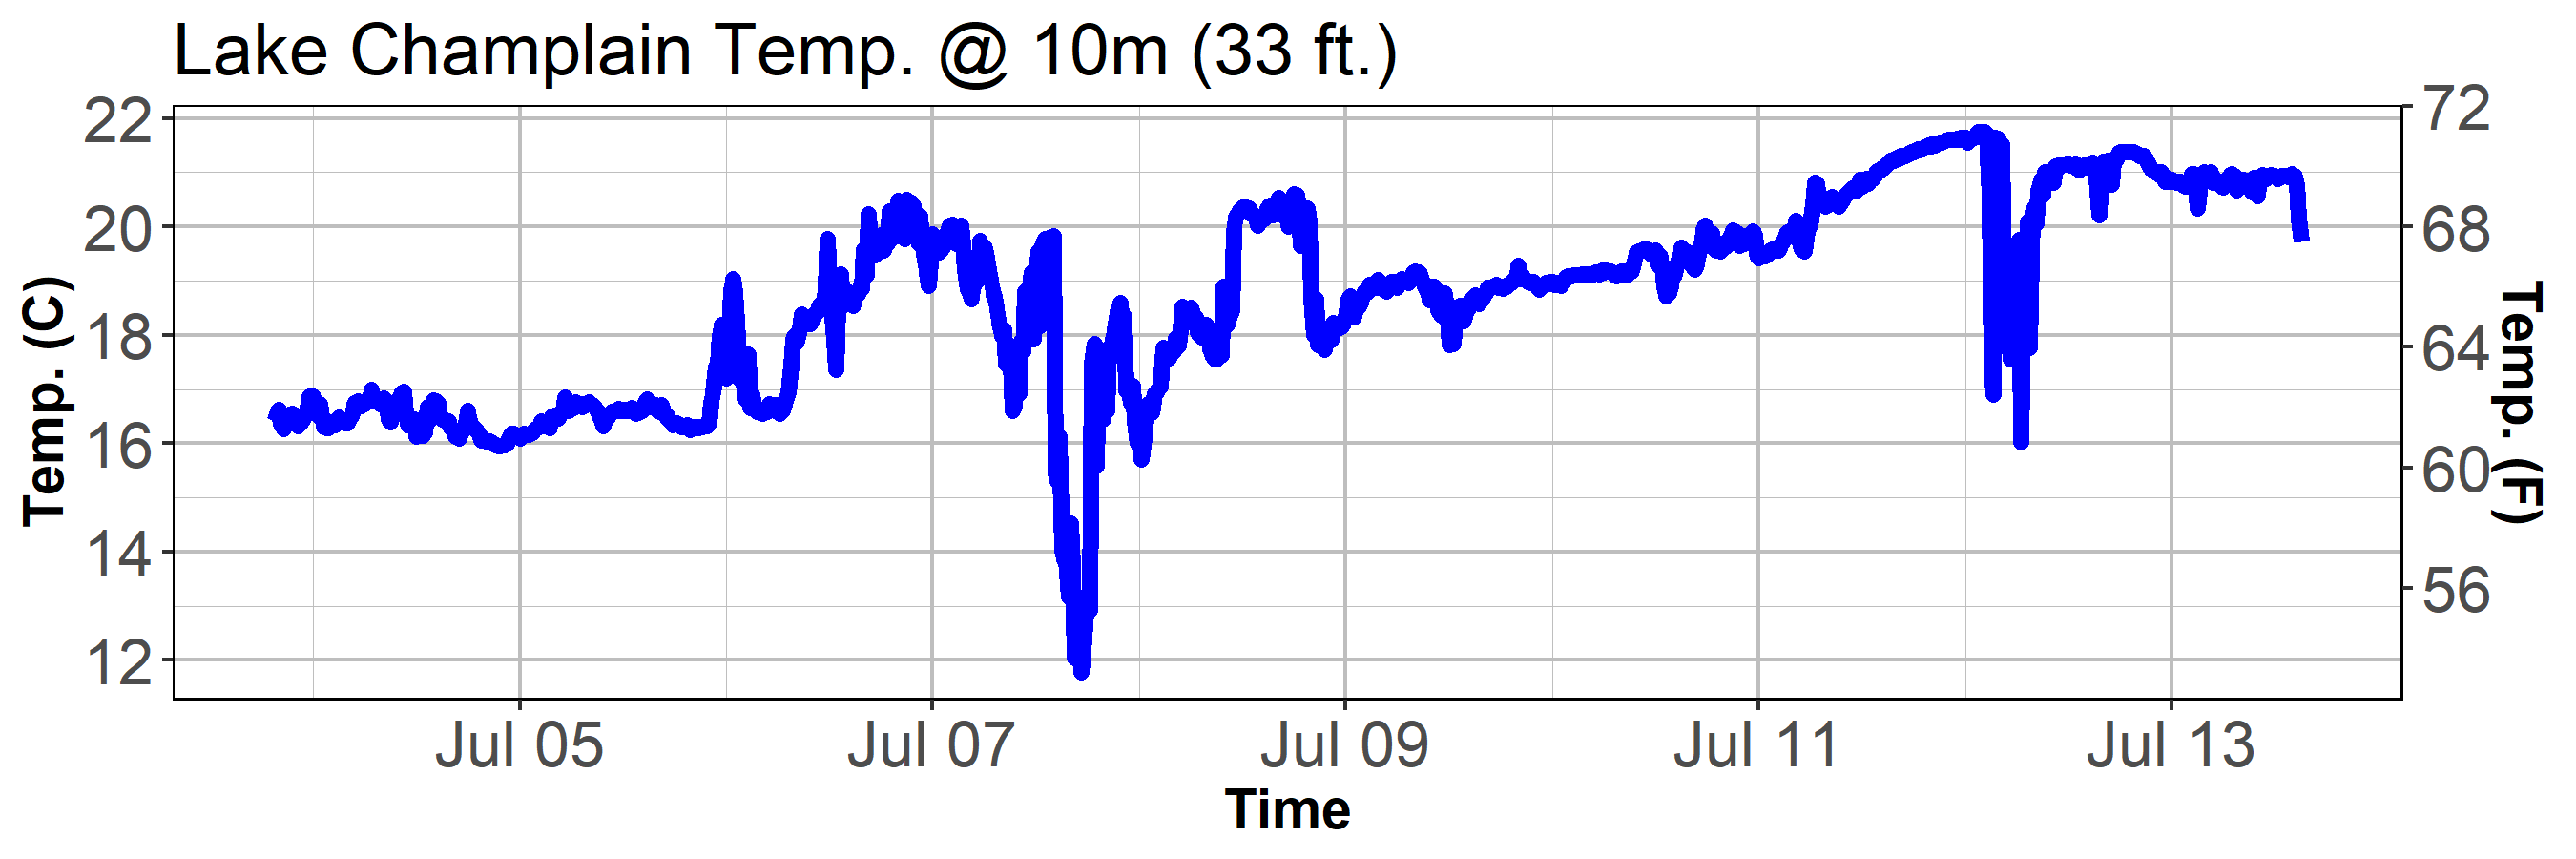 Lake Champlain Temp. @ 10m (33 ft.)
22
20
18
16
14
12
Temp. (C)
72
68
64
60
56
Temp. (F)
Jul 05 Jul 07 Jul 09 Jul 11 Jul 13
Time